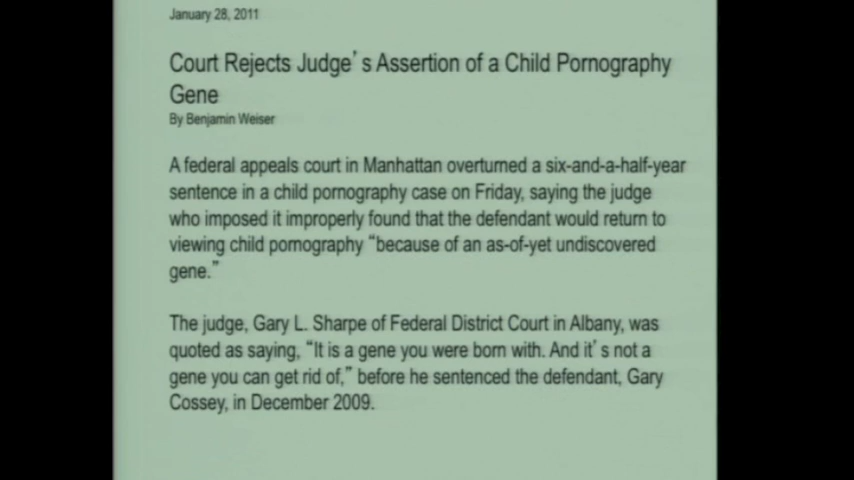 January 28, 2011
Court Rejects Judge's Assertion of a Child Pornography
Gene
By Benjamin Weiser
A federal appeals court in Manhattan overturned a six-and-a-half-year
sentence in a child pornography case on Friday, saying the judge
who imposed it improperly found that the defendant would return to
viewing child pornography “because of an as-of-yet undiscovered
gene.”
The judge, Gary L. Sharpe of Federal District Court in Albany, was
quoted as saying, “It is a gene you were born with. And it's not a
gene you can get rid of,” before he sentenced the defendant, Gary
Cossey, in December 2009.